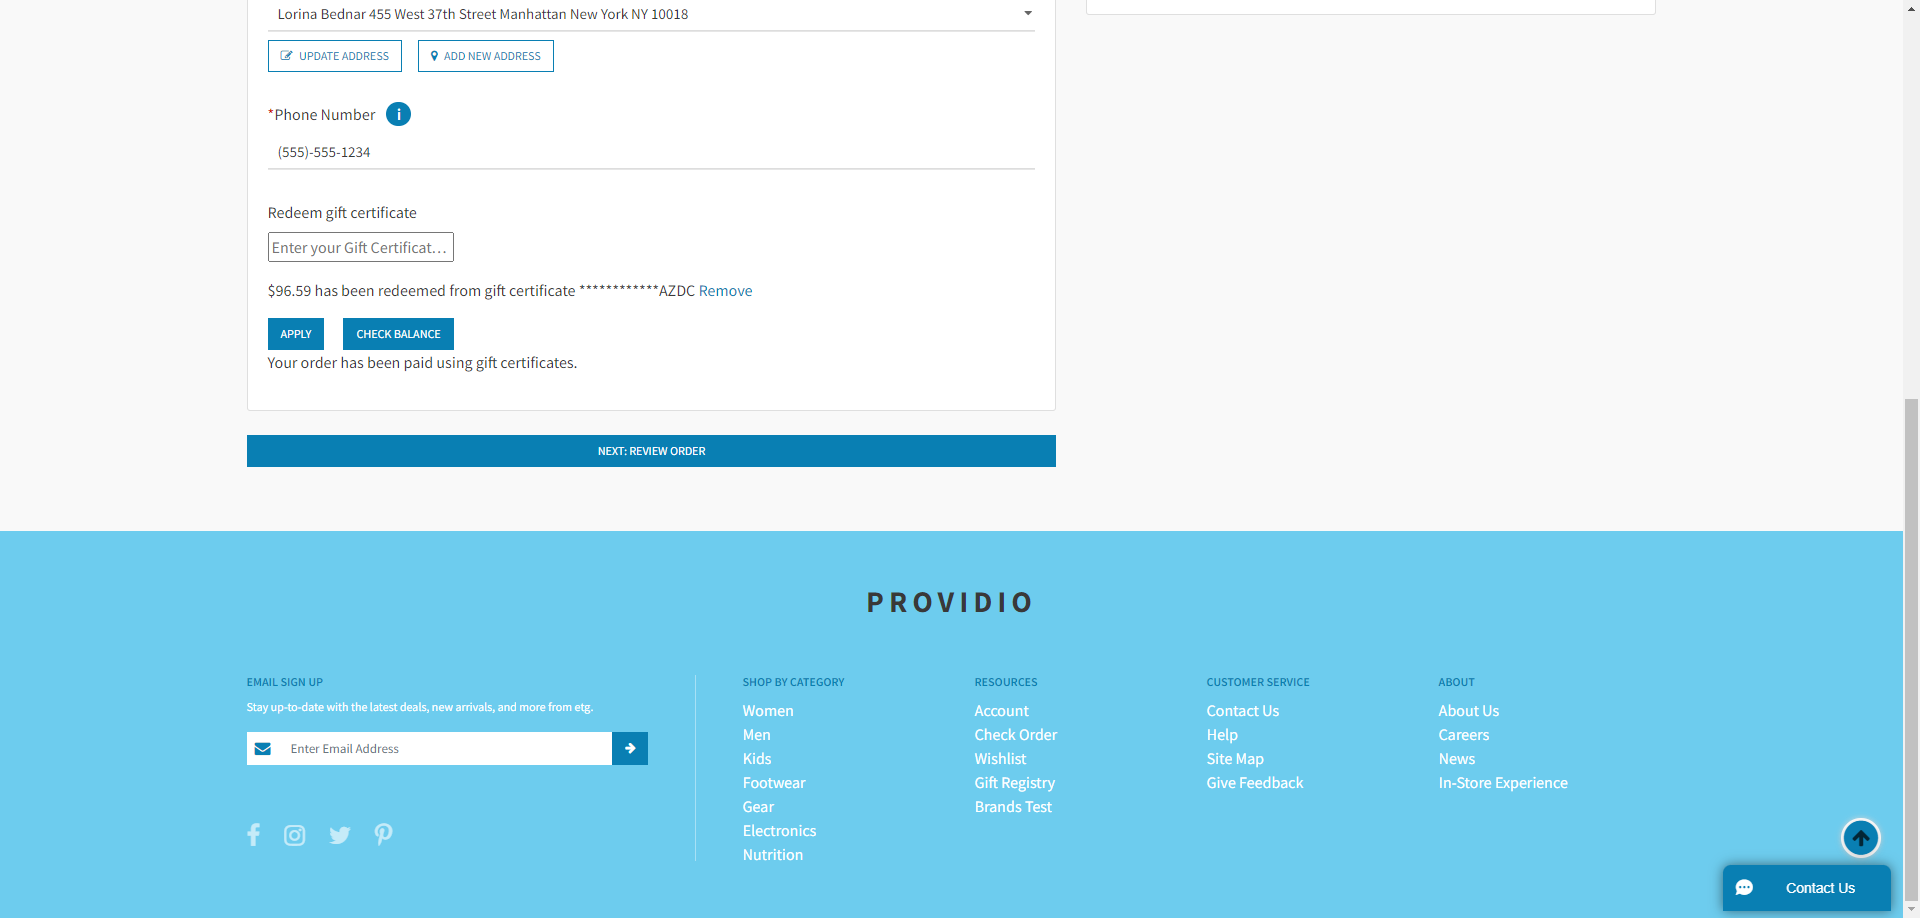 Lorina Bednar 455 West 37th Street Manhattan New York NY 10018
UPDATE ADDRESS
ADD NEW ADDRESS
*Phone Number i
(555)-555-1234
Redeem gift certificate
Enter your Gift Certificat…
$96.59 has been redeemed from gift certificate ************AZDC Remove
APPLY
CHECK BALANCE
Your order has been paid using gift certificates.
NEXT: REVIEW ORDER
PROVIDIO
EMAIL SIGN UP
Stay up-to-date with the latest deals, new arrivals, and more from etg.
Enter Email Address
SHOP BY CATEGORY
Women
Men
Kids
Footwear
Gear
Electronics
Nutrition
RESOURCES
Account
Check Order
Wishlist
Gift Registry
Brands Test
CUSTOMER SERVICE
Contact Us
Help
Site Map
Give Feedback
ABOUT
About Us
Careers
News
In-Store Experience
Contact Us